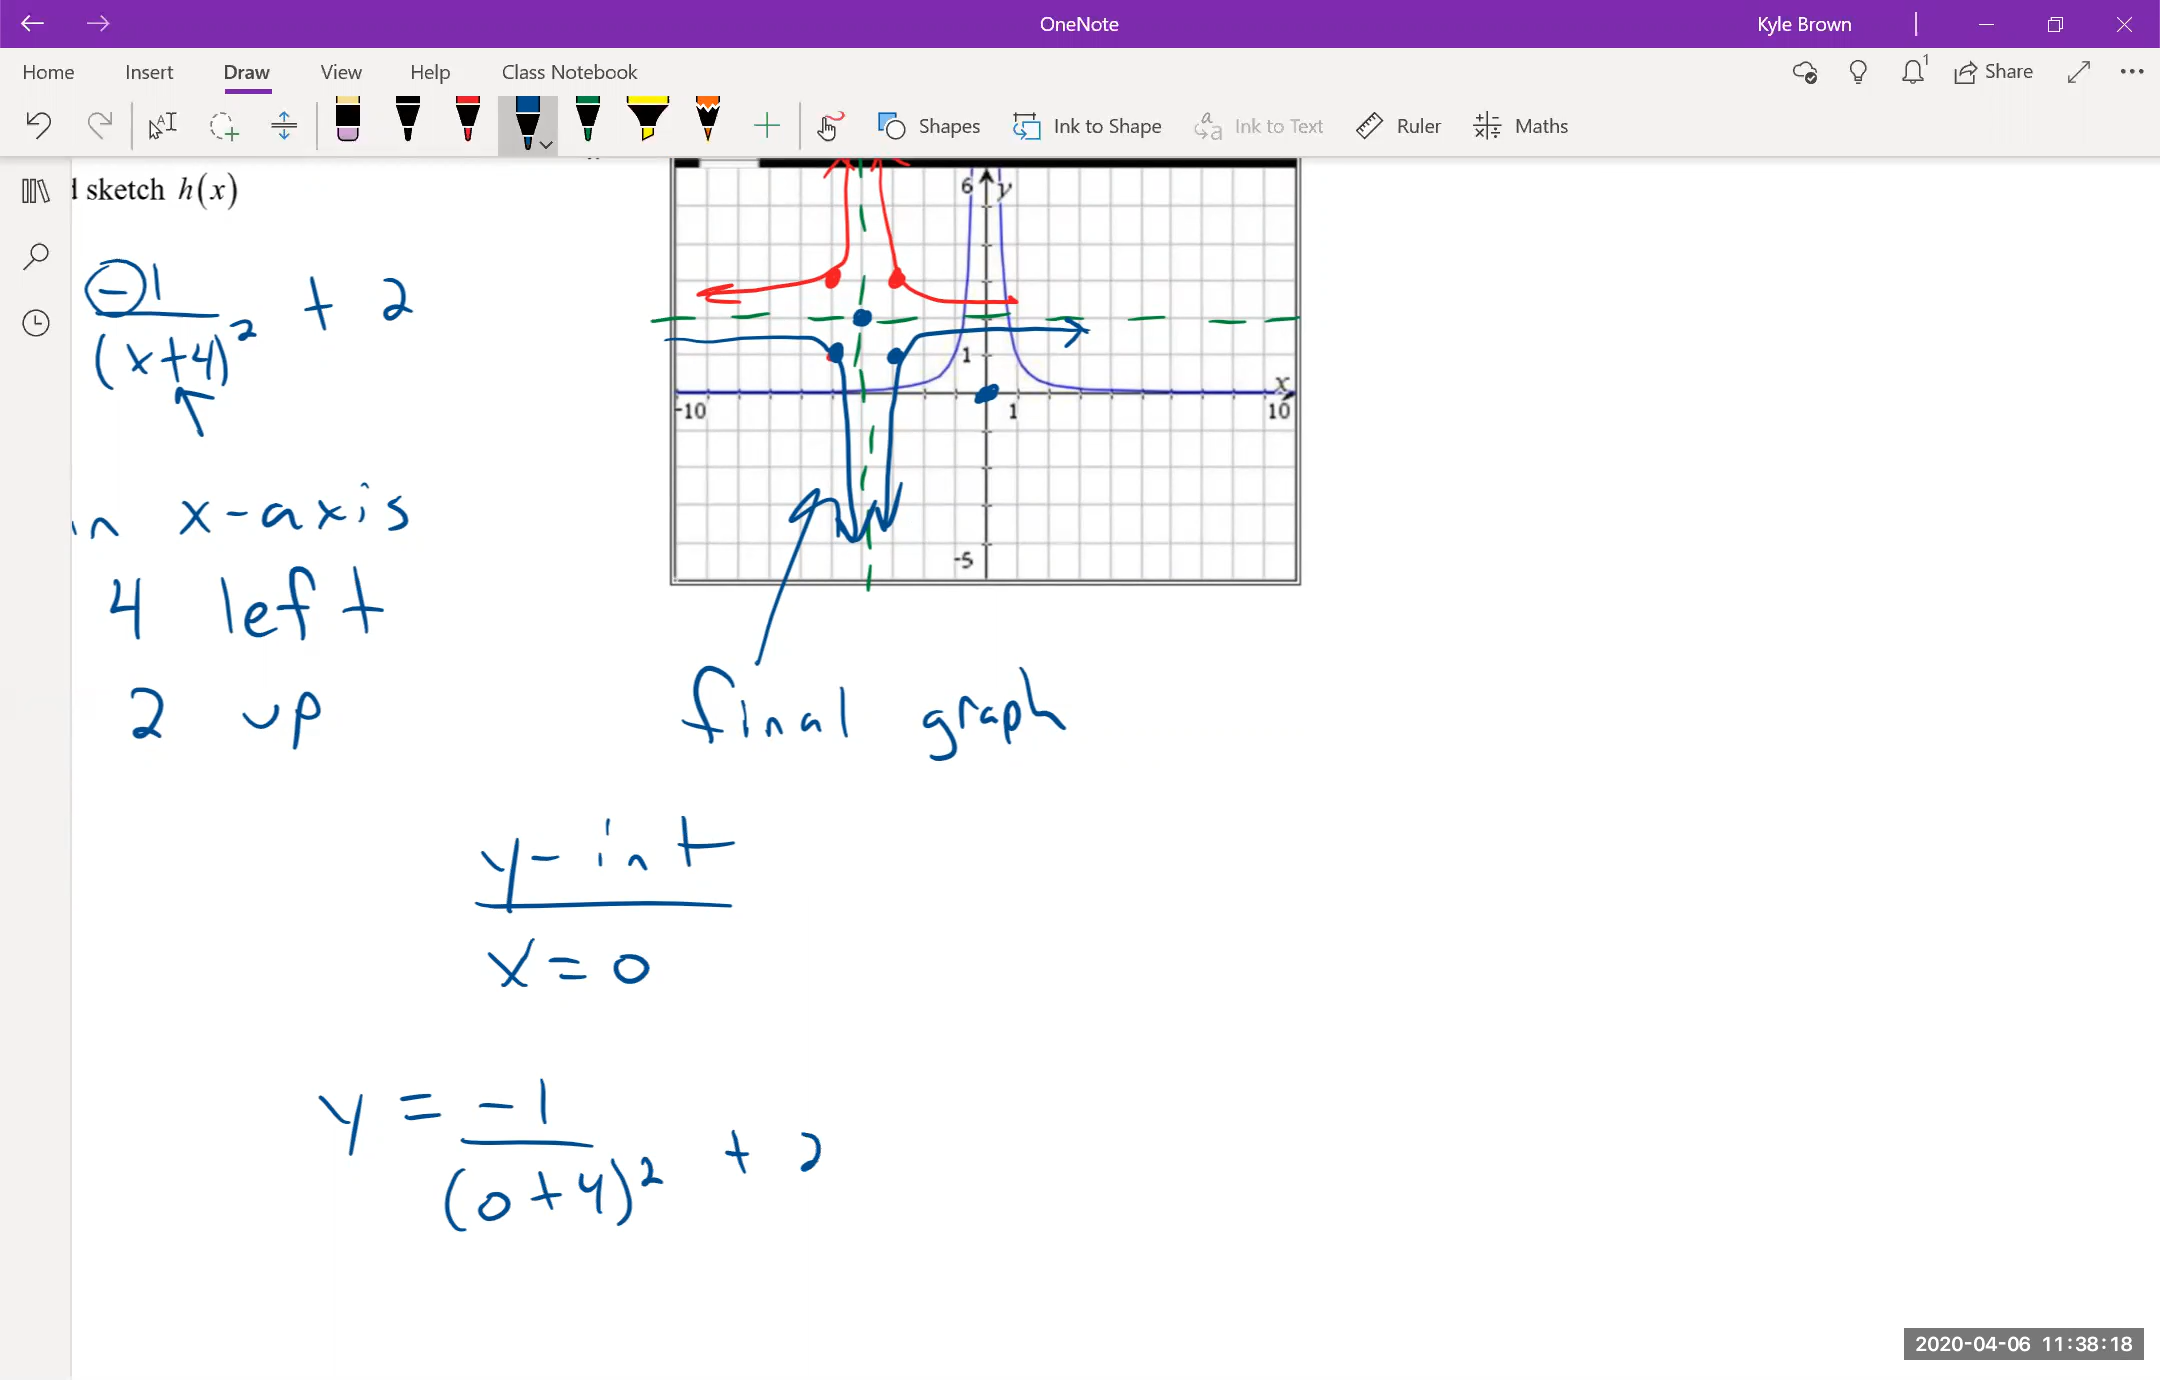 OneNote
Kyle Brown
Home Insert Draw View Help Class Notebook
1
Share
Shapes Ink to Shape Ink to Text Ruler Maths
sketch h(x)
-1
(x+4)² + 2
x-axis
4 left
2 up
6 y
1
x
-10 1 10
-5
final graph
y-int
x = 0
y = -1
(0+4)² + 2
2020-04-06 11:38:18